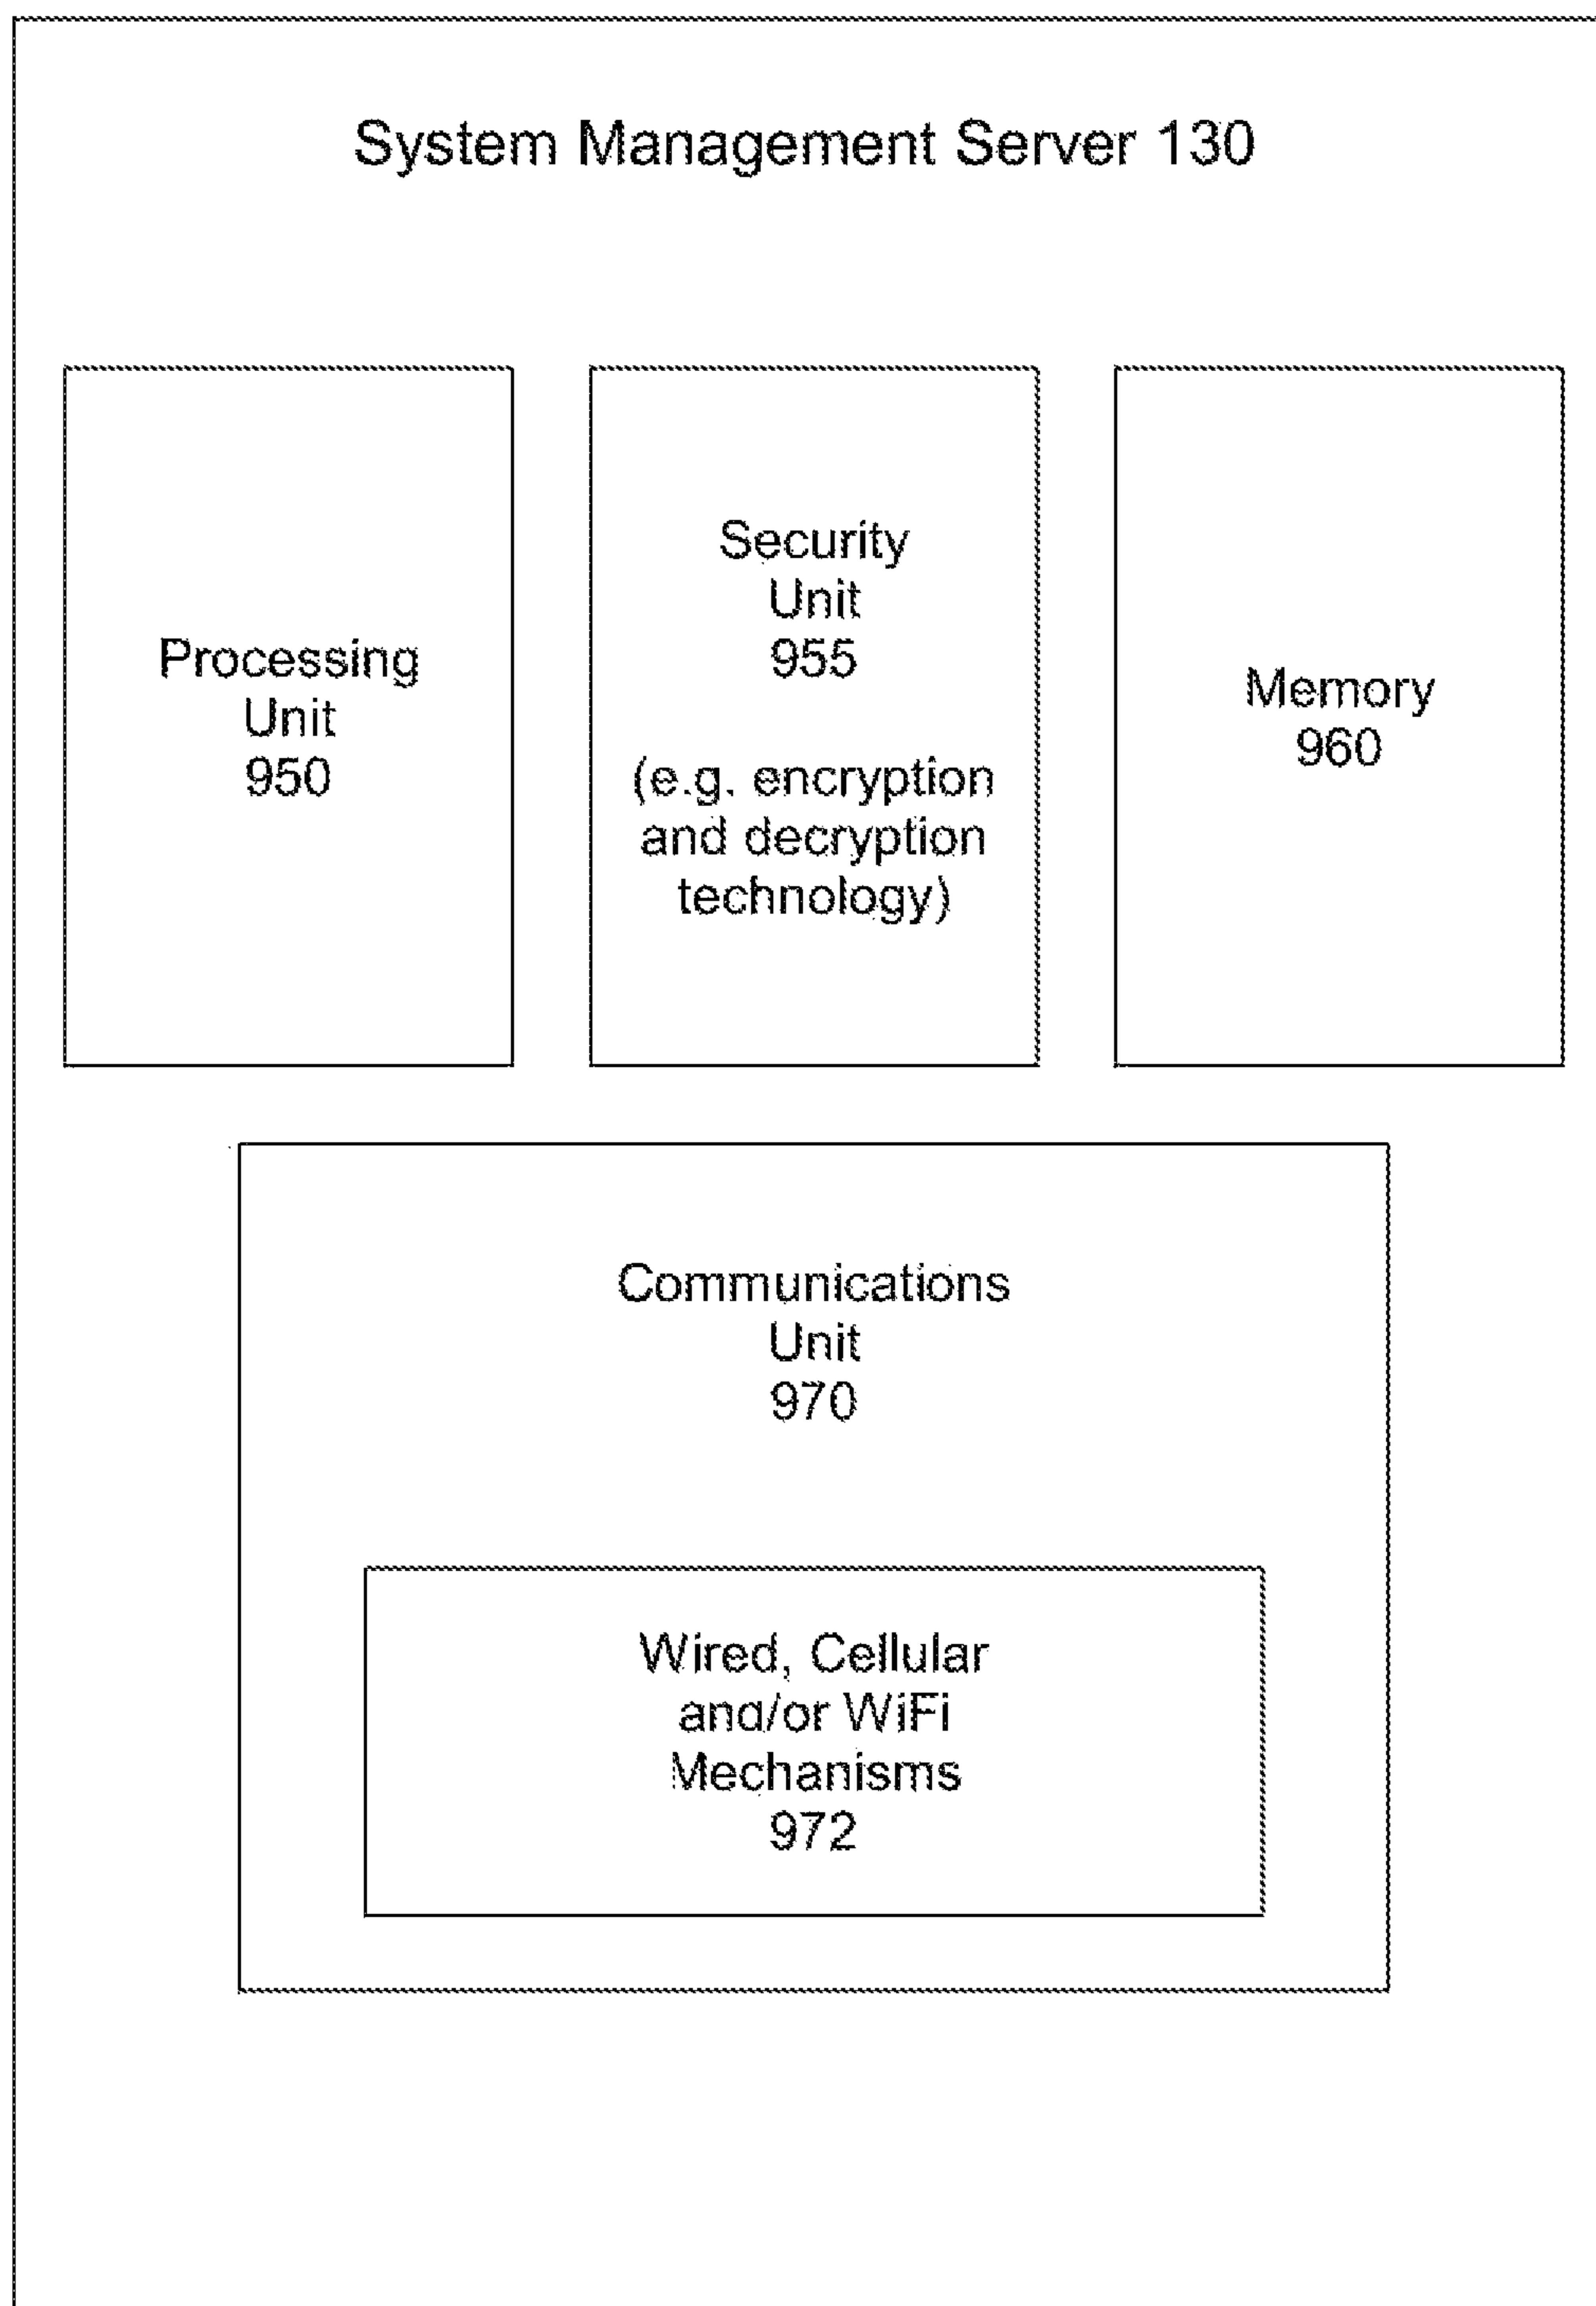 System Management Server 130
Processing
Unit
950
Security
Unit
955
(e.g. encryption
and decryption
technology)
Memory
960
Communications
Unit
970
Wired, Cellular
and/or WiFi
Mechanisms
972